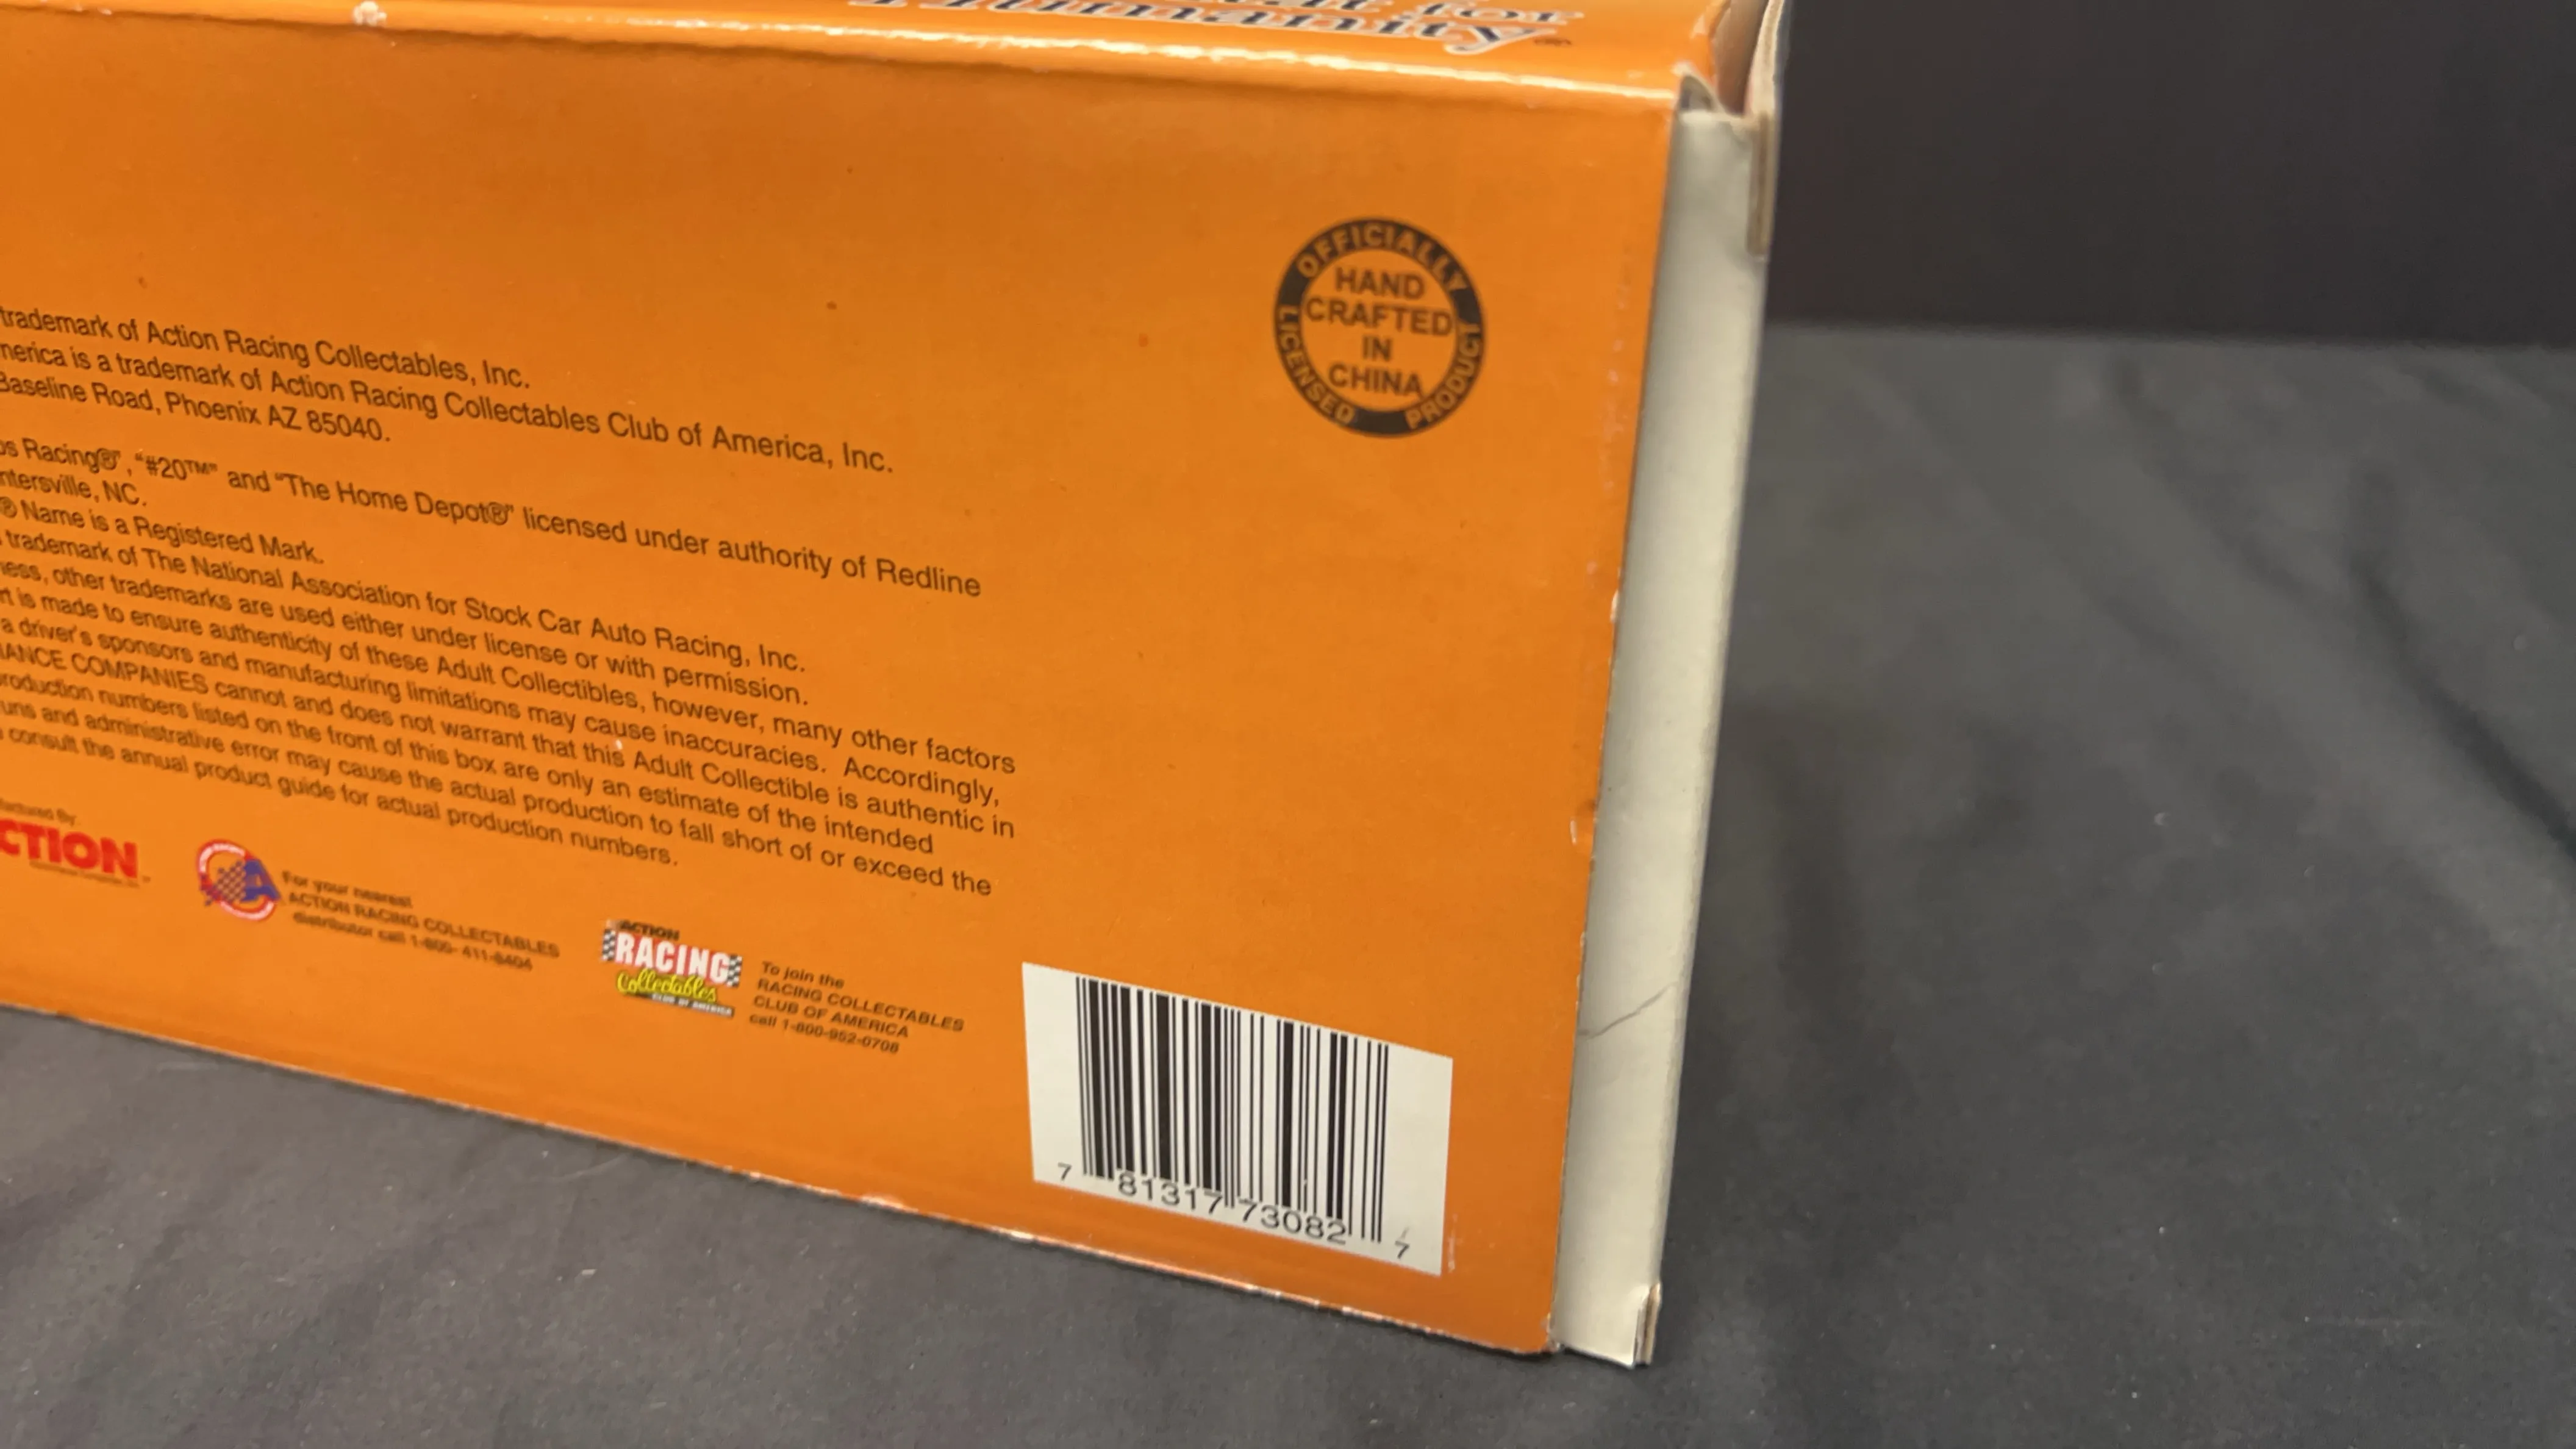 for
Humanity
OFFICIALLY LICENSED PRODUCT
HAND
CRAFTED
IN
CHINA
trademark of Action Racing Collectables, Inc.
is a trademark of Action Racing Collectables Club of America, Inc.
Baseline Road, Phoenix AZ 85040.
Racing®", "#20™" and "The Home Depot®" licensed under authority of Redline
NC.
® Name is a Registered Mark.
trademark of The National Association for Stock Car Auto Racing, Inc.
other trademarks are used either under license or with permission.
is made to ensure authenticity of these Adult Collectibles, however, many other factors
a driver's sponsors and manufacturing limitations may cause inaccuracies. Accordingly,
COMPANIES cannot and does not warrant that this Adult Collectible is authentic in
production numbers listed on the front of this box are only an estimate of the intended
and administrative error may cause the actual production to fall short of or exceed the
consult the annual product guide for actual production numbers.
By:
CTION
For your nearest
ACTION RACING COLLECTABLES
distributor call 1-800-411-8404
ACTION
RACING
Collectables
CLUB OF AMERICA
To join the
RACING COLLECTABLES
CLUB OF AMERICA
call 1-800-952-0708
7 81317 73082 7